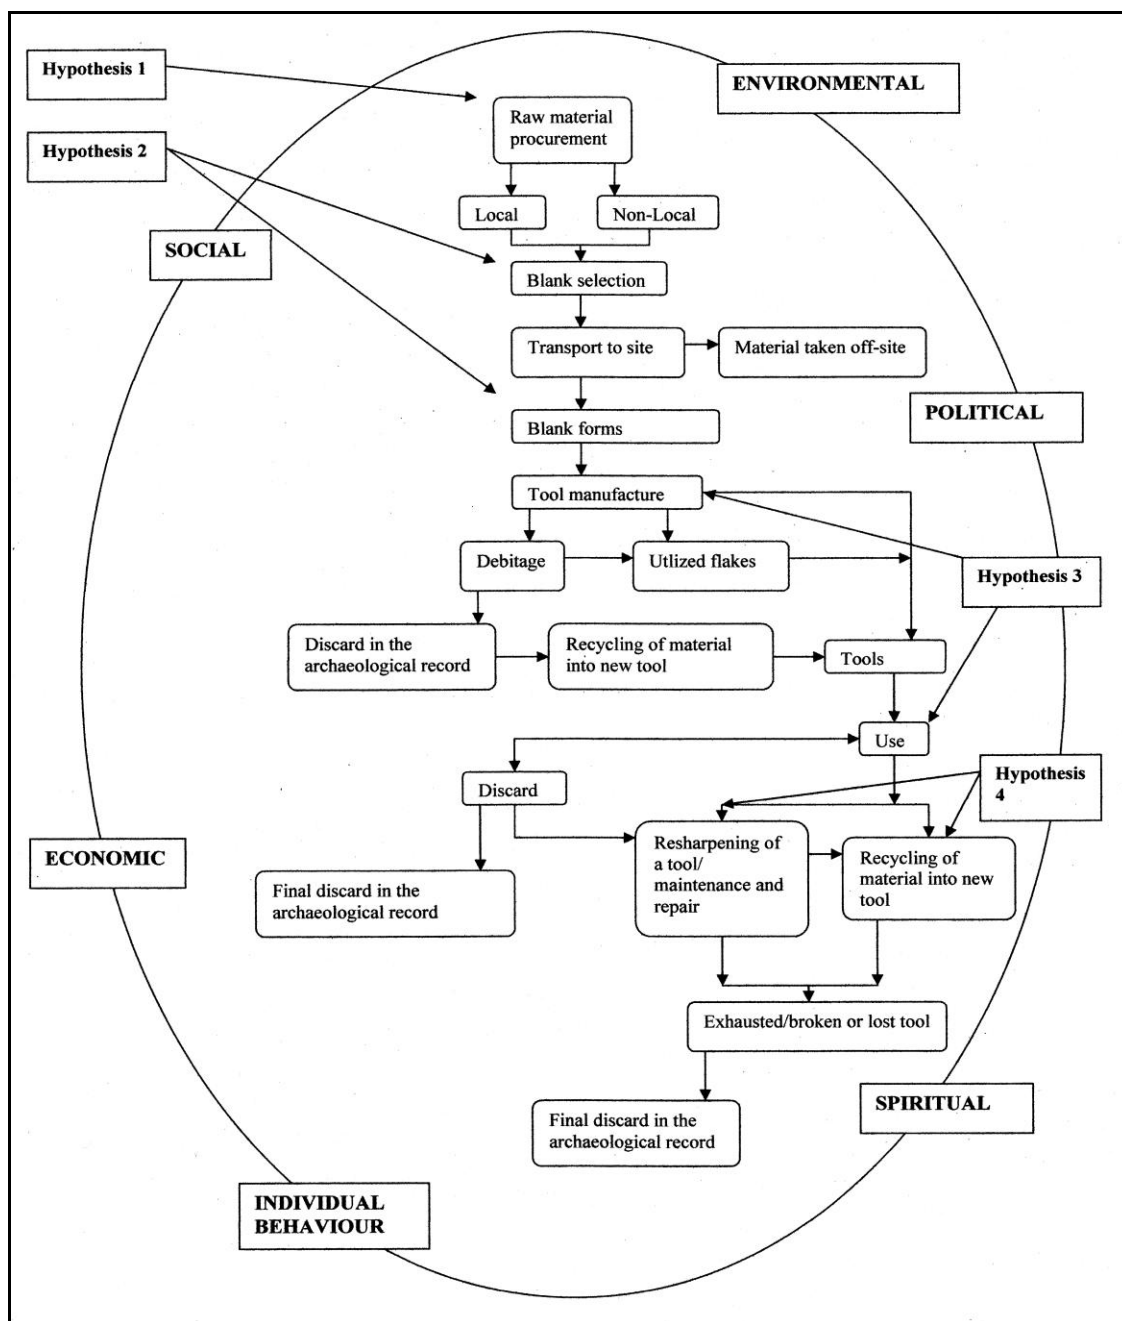 Hypothesis 1
ENVIRONMENTAL
Raw material
procurement
Hypothesis 2
Local
Non-Local
SOCIAL
Blank selection
Transport to site
Material taken off-site
POLITICAL
Blank forms
Tool manufacture
Debitage
Utlized flakes
Hypothesis 3
Discard in the
archaeological record
Recycling of material
into new tool
Tools
Use
Hypothesis
4
Discard
ECONOMIC
Resharpening of
a tool/
maintenance and
repair
Recycling of
material into new
tool
Final discard in the
archaeological record
Exhausted/broken or lost tool
SPIRITUAL
Final discard in the
archaeological record
INDIVIDUAL
BEHAVIOUR